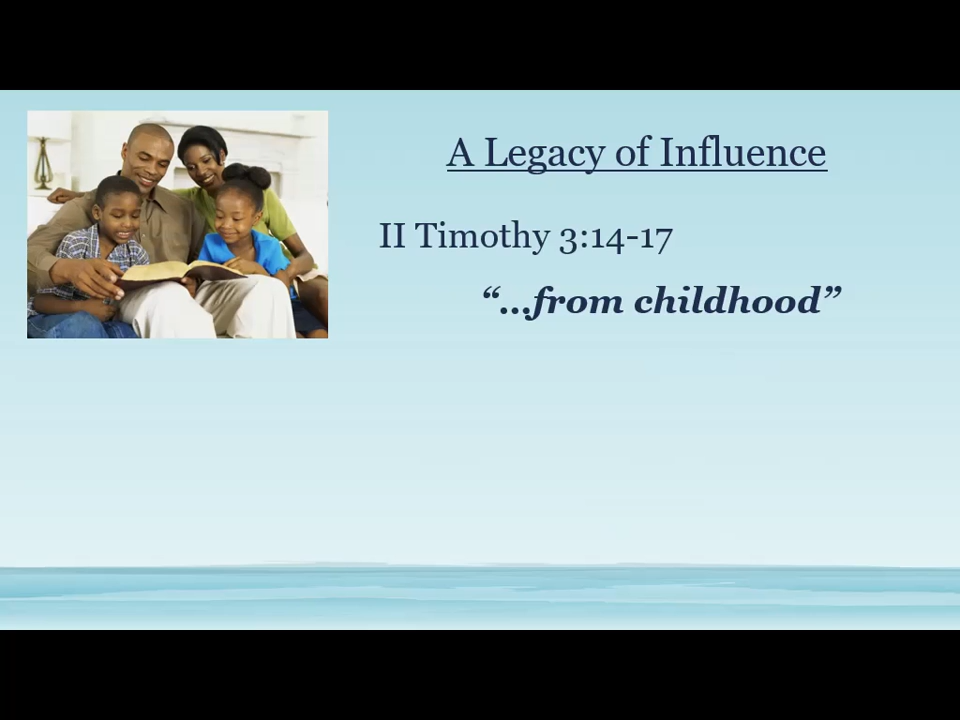 A Legacy of Influence
II Timothy 3:14-17
“...from childhood”